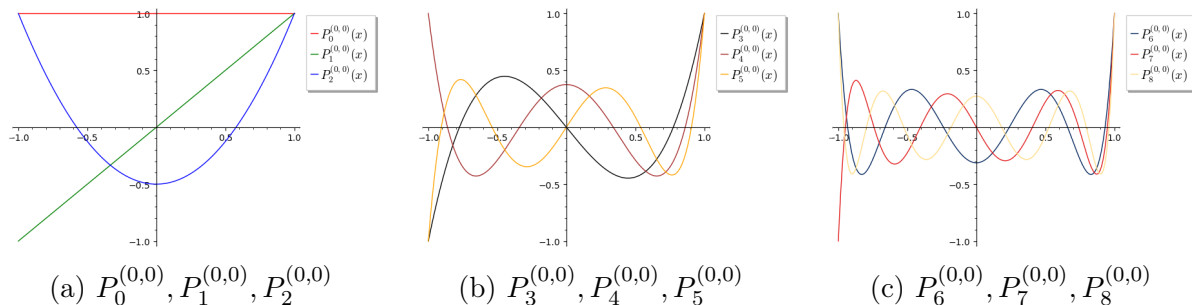 1.0
0.5
−0.5
−1.0
−1.0
−0.5
0.5
1.0
P_0^{(0, 0)}(x)
P_1^{(0, 0)}(x)
P_2^{(0, 0)}(x)
(a) P_0^{(0,0)}, P_1^{(0,0)}, P_2^{(0,0)}
1.0
0.5
−0.5
−1.0
−1.0
−0.5
0.5
1.0
P_3^{(0, 0)}(x)
P_4^{(0, 0)}(x)
P_5^{(0, 0)}(x)
(b) P_3^{(0,0)}, P_4^{(0,0)}, P_5^{(0,0)}
1.0
0.5
−0.5
−1.0
−1.0
−0.5
0.5
1.0
P_6^{(0, 0)}(x)
P_7^{(0, 0)}(x)
P_8^{(0, 0)}(x)
(c) P_6^{(0,0)}, P_7^{(0,0)}, P_8^{(0,0)}